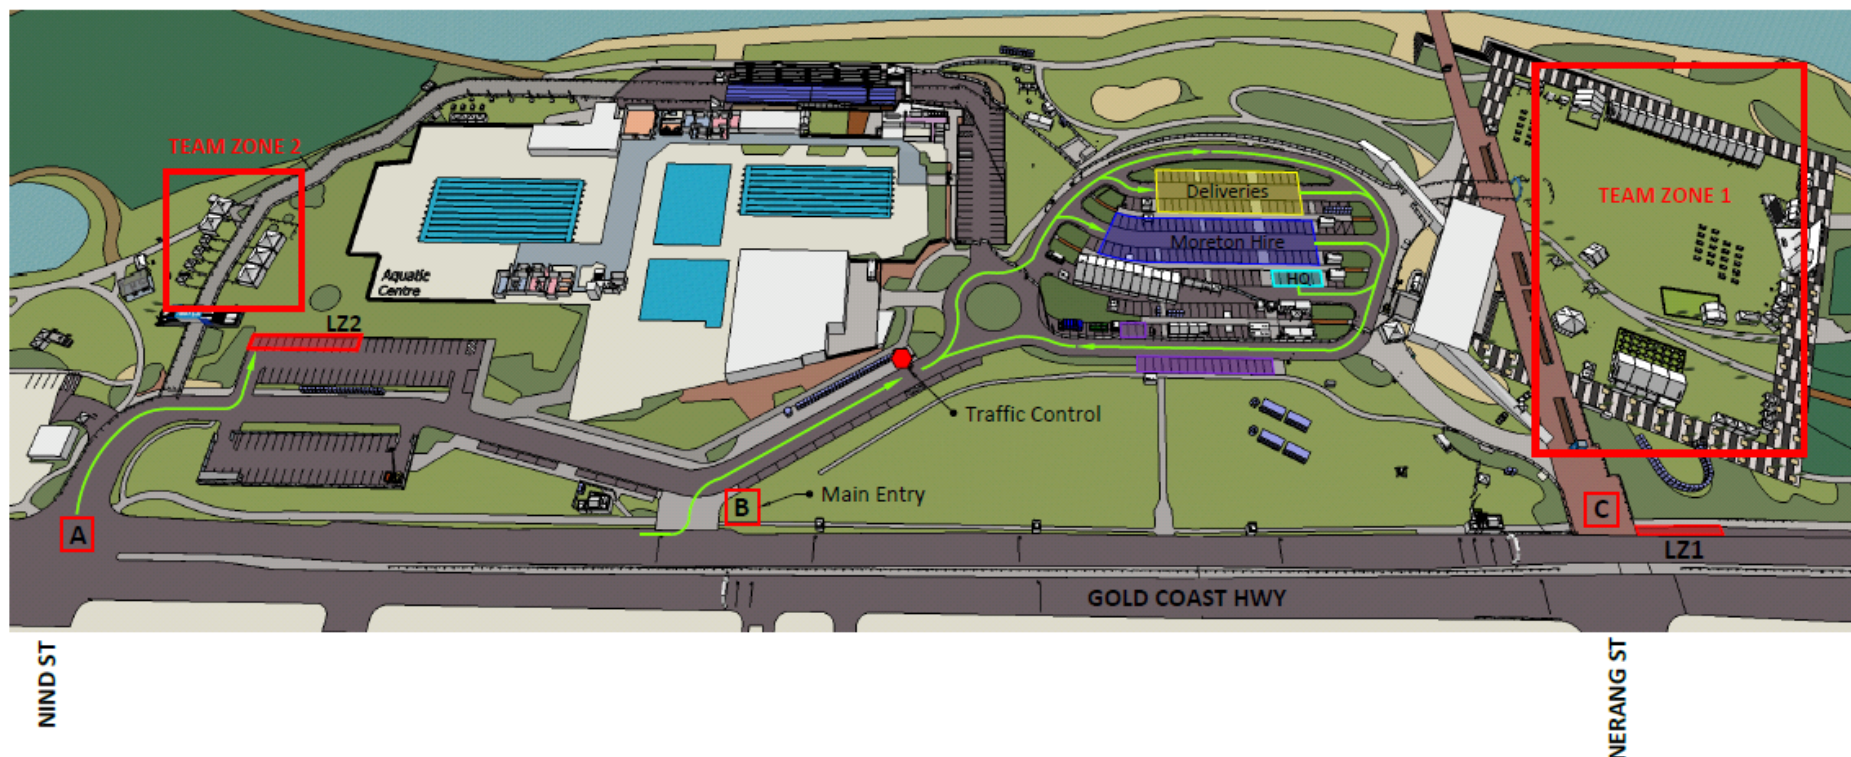 TEAM ZONE 2
Deliveries
TEAM ZONE 1
Moreton Hire
Aquatic
Centre
HQ
LZ2
Traffic Control
Main Entry
A
B
C
LZ1
GOLD COAST HWY
NIND ST
NERANG ST